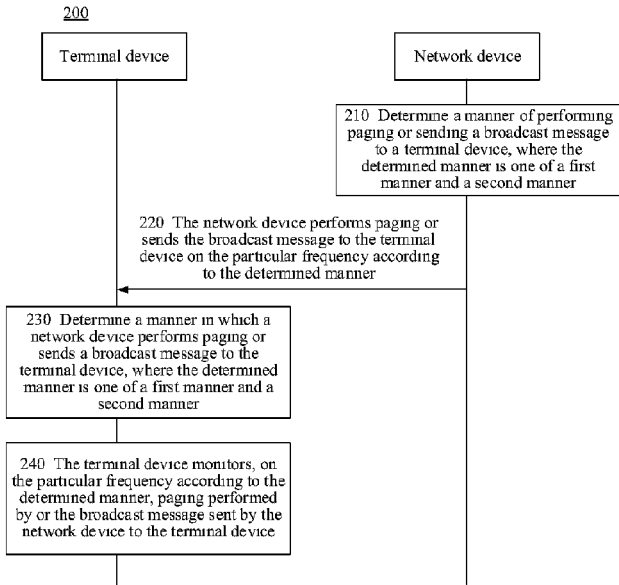 200
Terminal device
Network device
210 Determine a manner of performing
paging or sending a broadcast message
to a terminal device, where the
determined manner is one of a first
manner and a second manner
220 The network device performs paging or
sends the broadcast message to the terminal
device on the particular frequency according
to the determined manner
230 Determine a manner in which a
network device performs paging or
sends a broadcast message to the
terminal device, where the determined
manner is one of a first manner and a
second manner
240 The terminal device monitors, on
the particular frequency according to the
determined manner, paging performed
by or the broadcast message sent by the
network device to the terminal device